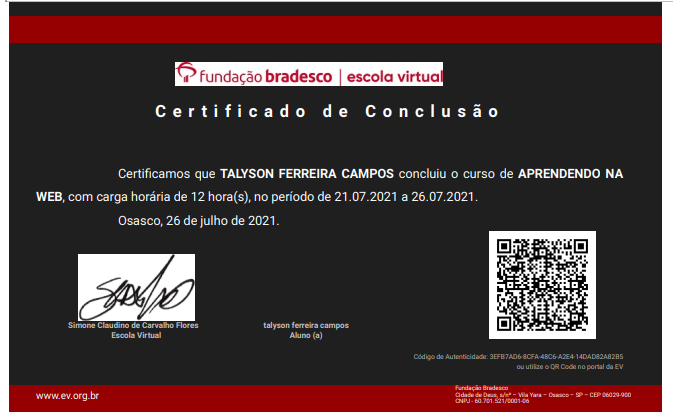 fundação bradesco | escola virtual
Certificado de Conclusão
Certificamos que TALYSON FERREIRA CAMPOS concluiu o curso de APRENDENDO NA
WEB, com carga horária de 12 hora(s), no período de 21.07.2021 a 26.07.2021.
Osasco, 26 de julho de 2021.
Simone Claudino de Carvalho Flores
Escola Virtual
talyson ferreira campos
Aluno (a)
Código de Autenticidade: 3EFB7AD6-8CFA-48C6-A2E4-14DAD82A82B5
ou utilize o QR Code no portal da EV
www.ev.org.br
Fundação Bradesco
Cidade de Deus, s/nº – Vila Yara – Osasco – SP – CEP 06029-900
CNPJ - 60.701.521/0001-06